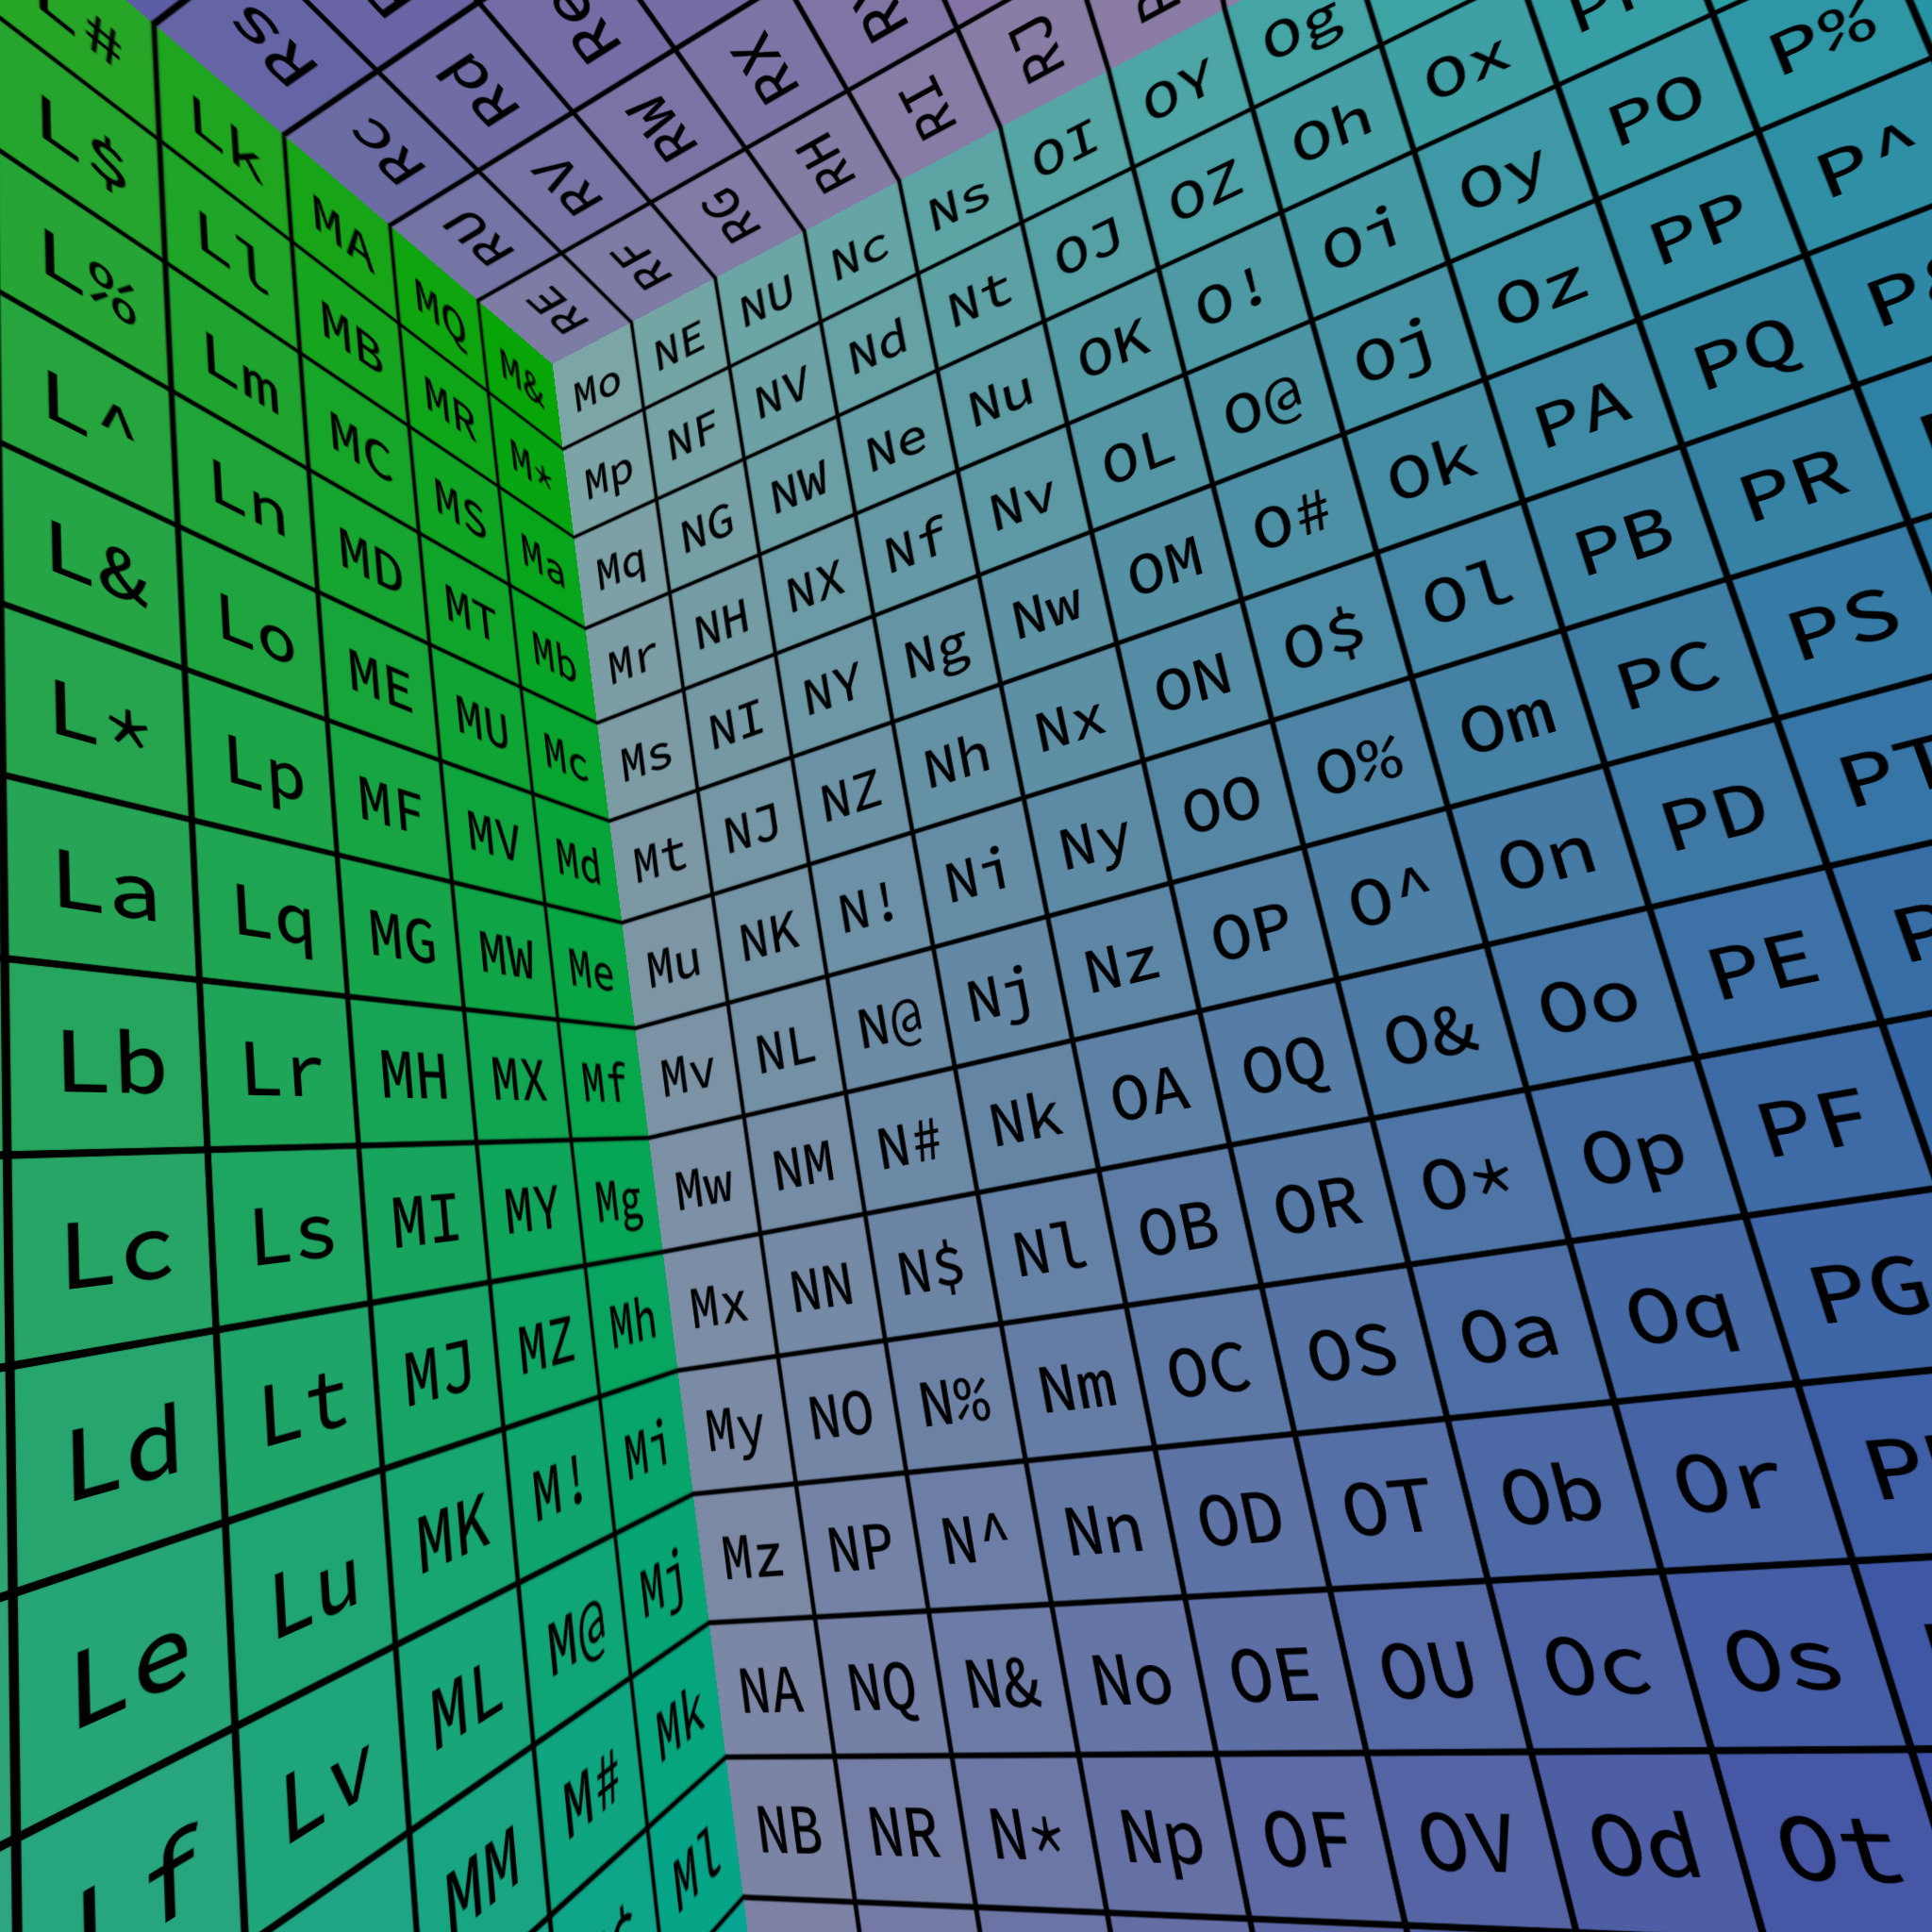 Rs
Rc Rd Re
RU RV RW RX
RE RF RG RH RI RJ
L# Lk MA MQ M&
L$ Ll MB MR M*
L% Lm MC MS Ma
L^ Ln MD MT Mb
L& Lo ME MU Mc
L* Lp MF MV Md
La Lq MG MW Me
Lb Lr MH MX Mf
Lc Ls MI MY Mg
Ld Lt MJ MZ Mh
Le Lu MK M! Mi
Lf Lv ML M@ Mj
MM M# Mk
Ml
Mo NE NU Nc Ns OI OY Og
Mp NF NV Nd Nt OJ OZ Oh Ox
Mq NG NW Ne Nu OK O! Oi Oy PO P%
Mr NH NX Nf Nv OL O@ Oj Oz PP P^
Ms NI NY Ng Nw OM O# Ok PA PQ
Mt NJ NZ Nh Nx ON O$ Ol PB PR
Mu NK N! Ni Ny OO O% Om PC PS
Mv NL N@ Nj Nz OP O^ On PD PT
Mw NM N# Nk OA OQ O& Oo PE
Mx NN N$ Nl OB OR O* Op PF
My NO N% Nm OC OS Oa Oq PG
Mz NP N^ Nn OD OT Ob Or
NA NQ N& No OE OU Oc Os
NB NR N* Np OF OV Od Ot